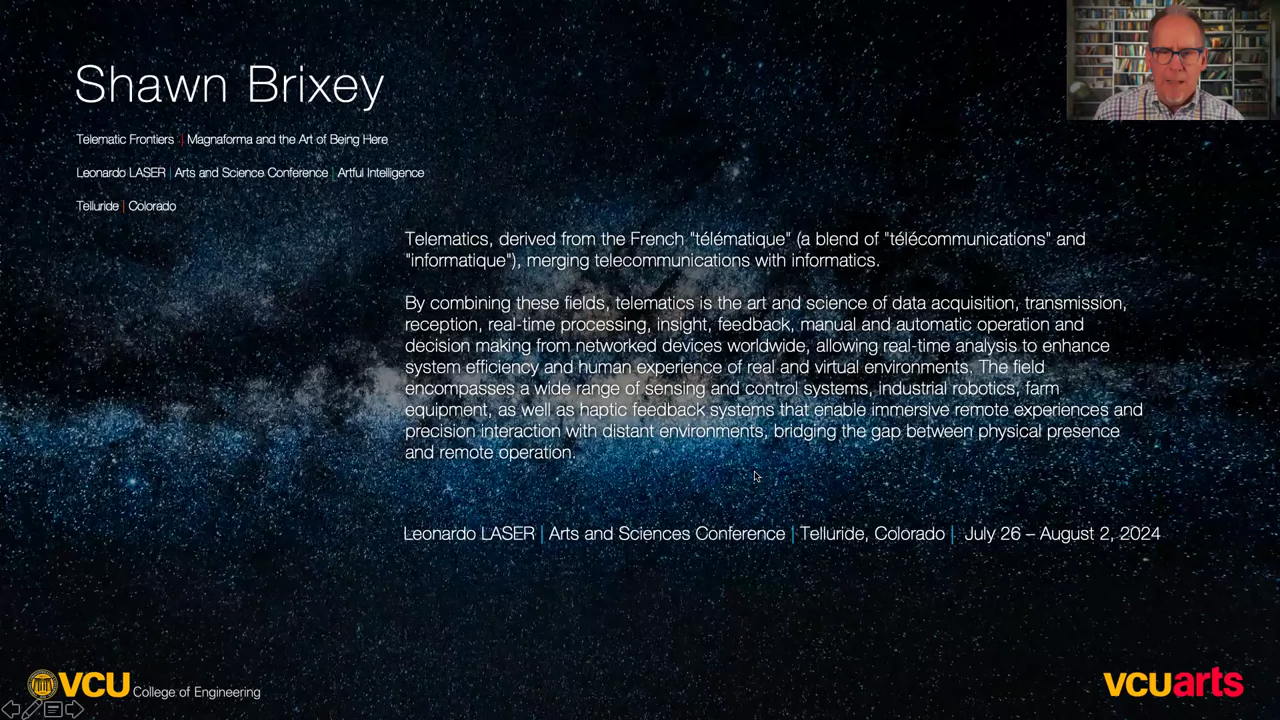 Shawn Brixey
Telematic Frontiers | Magnaforma and the Art of Being Here
Leonardo LASER | Arts and Science Conference | Artful Intelligence
Telluride | Colorado
Telematics, derived from the French "télématique" (a blend of "télécommunications" and
"informatique"), merging telecommunications with informatics.
By combining these fields, telematics is the art and science of data acquisition, transmission,
reception, real-time processing, insight, feedback, manual and automatic operation and
decision making from networked devices worldwide, allowing real-time analysis to enhance
system efficiency and human experience of real and virtual environments. The field
encompasses a wide range of sensing and control systems, industrial robotics, farm
equipment, as well as haptic feedback systems that enable immersive remote experiences and
precision interaction with distant environments, bridging the gap between physical presence
and remote operation.
Leonardo LASER | Arts and Sciences Conference | Telluride, Colorado | July 26 – August 2, 2024
VCU College of Engineering
vcuarts